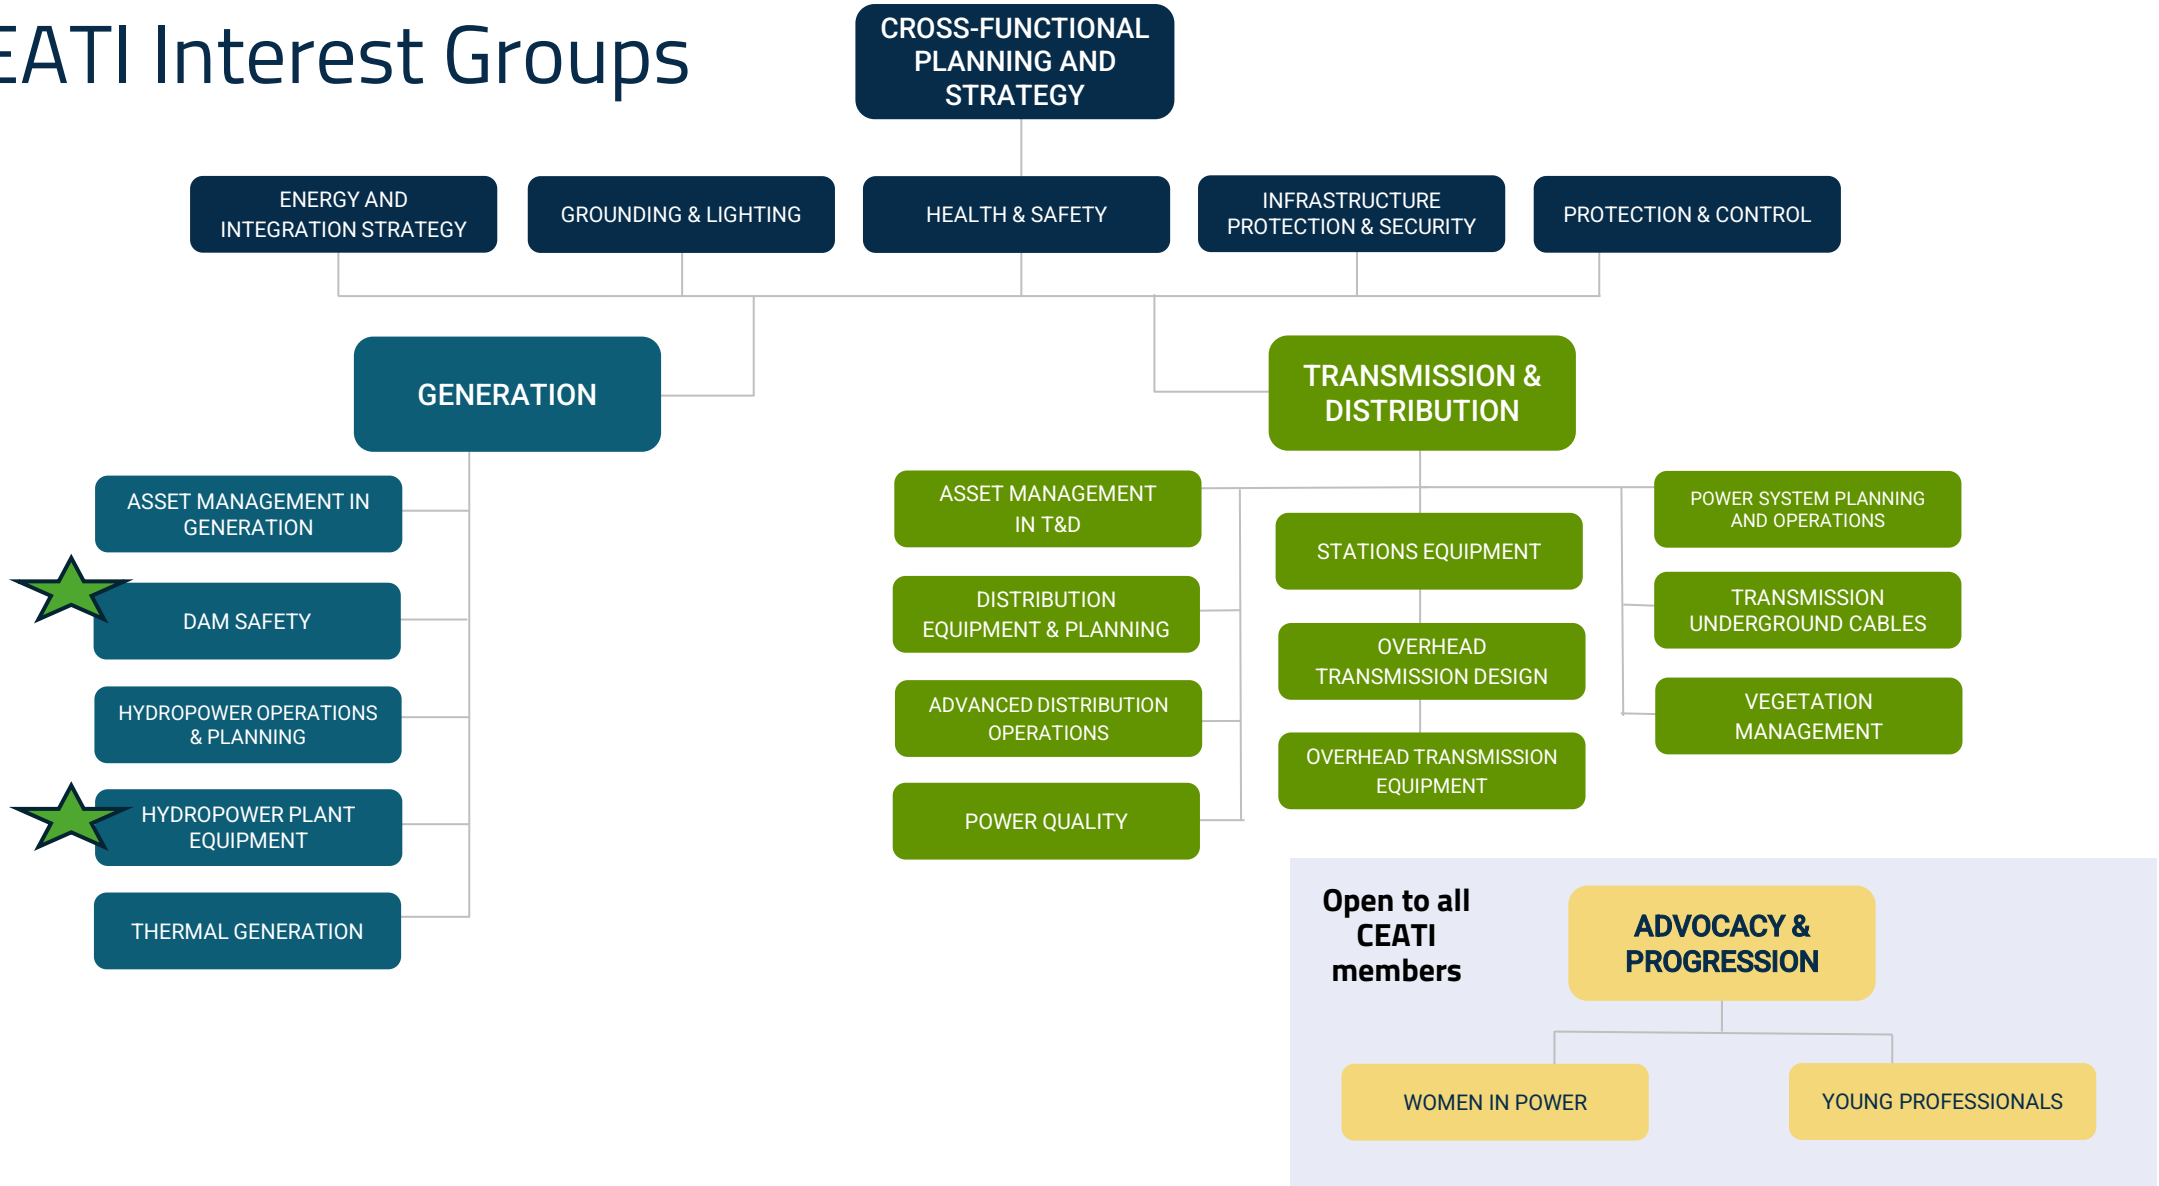 EATI Interest Groups
CROSS-FUNCTIONAL
PLANNING AND
STRATEGY
ENERGY AND
INTEGRATION STRATEGY
GROUNDING & LIGHTING
HEALTH & SAFETY
INFRASTRUCTURE
PROTECTION & SECURITY
PROTECTION & CONTROL
GENERATION
TRANSMISSION &
DISTRIBUTION
ASSET MANAGEMENT IN
GENERATION
DAM SAFETY
HYDROPOWER OPERATIONS
& PLANNING
HYDROPOWER PLANT
EQUIPMENT
THERMAL GENERATION
ASSET MANAGEMENT
IN T&D
DISTRIBUTION
EQUIPMENT & PLANNING
ADVANCED DISTRIBUTION
OPERATIONS
POWER QUALITY
STATIONS EQUIPMENT
OVERHEAD
TRANSMISSION DESIGN
OVERHEAD TRANSMISSION
EQUIPMENT
POWER SYSTEM PLANNING
AND OPERATIONS
TRANSMISSION
UNDERGROUND CABLES
VEGETATION
MANAGEMENT
Open to all
CEATI
members
ADVOCACY &
PROGRESSION
WOMEN IN POWER
YOUNG PROFESSIONALS